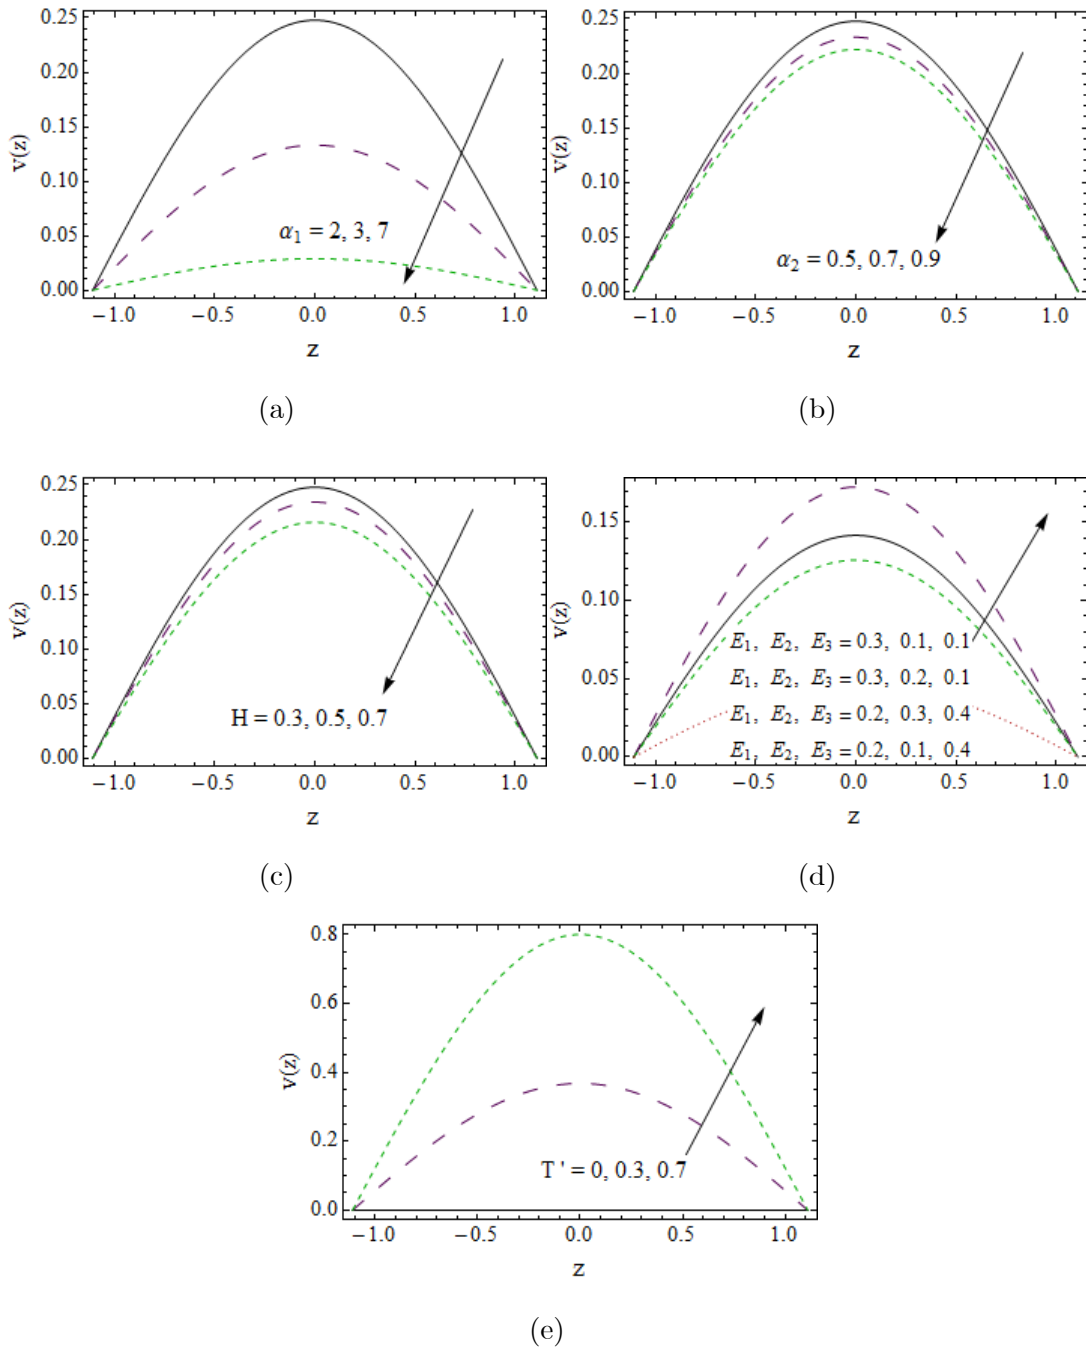 0.25
0.20
0.15
0.10
0.05
0.00
v(z)
α₁ = 2, 3, 7
−1.0 −0.5 0.0 0.5 1.0
z
(a)
0.25
0.20
0.15
0.10
0.05
0.00
v(z)
α₂ = 0.5, 0.7, 0.9
−1.0 −0.5 0.0 0.5 1.0
z
(b)
0.25
0.20
0.15
0.10
0.05
0.00
v(z)
H = 0.3, 0.5, 0.7
−1.0 −0.5 0.0 0.5 1.0
z
(c)
0.15
0.10
0.05
0.00
v(z)
E₁, E₂, E₃ = 0.3, 0.1, 0.1
E₁, E₂, E₃ = 0.3, 0.2, 0.1
E₁, E₂, E₃ = 0.2, 0.3, 0.4
E₁, E₂, E₃ = 0.2, 0.1, 0.4
−1.0 −0.5 0.0 0.5 1.0
z
(d)
0.8
0.6
0.4
0.2
0.0
v(z)
T ' = 0, 0.3, 0.7
−1.0 −0.5 0.0 0.5 1.0
z
(e)